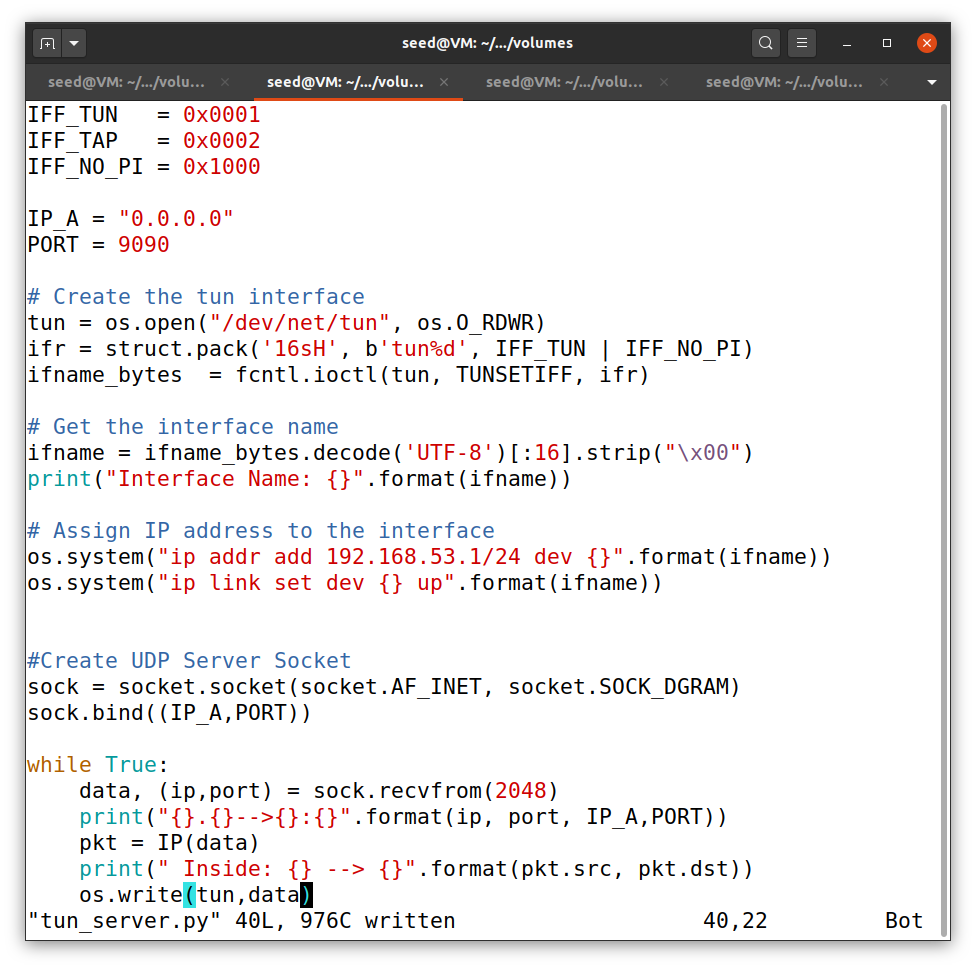 seed@VM: ~/.../volumes
seed@VM: ~/.../volu... × seed@VM: ~/.../volu... × seed@VM: ~/.../volu... × seed@VM: ~/.../volu... ×
IFF_TUN   = 0x0001
IFF_TAP   = 0x0002
IFF_NO_PI = 0x1000

IP_A = "0.0.0.0"
PORT = 9090

# Create the tun interface
tun = os.open("/dev/net/tun", os.O_RDWR)
ifr = struct.pack('16sH', b'tun%d', IFF_TUN | IFF_NO_PI)
ifname_bytes  = fcntl.ioctl(tun, TUNSETIFF, ifr)

# Get the interface name
ifname = ifname_bytes.decode('UTF-8')[:16].strip("\x00")
print("Interface Name: {}".format(ifname))

# Assign IP address to the interface
os.system("ip addr add 192.168.53.1/24 dev {}".format(ifname))
os.system("ip link set dev {} up".format(ifname))


#Create UDP Server Socket
sock = socket.socket(socket.AF_INET, socket.SOCK_DGRAM)
sock.bind((IP_A,PORT))

while True:
    data, (ip,port) = sock.recvfrom(2048)
    print("{}.{}-->{}:{}".format(ip, port, IP_A,PORT))
    pkt = IP(data)
    print(" Inside: {} --> {}".format(pkt.src, pkt.dst))
    os.write(tun,data)
"tun_server.py" 40L, 976C written 40,22 Bot